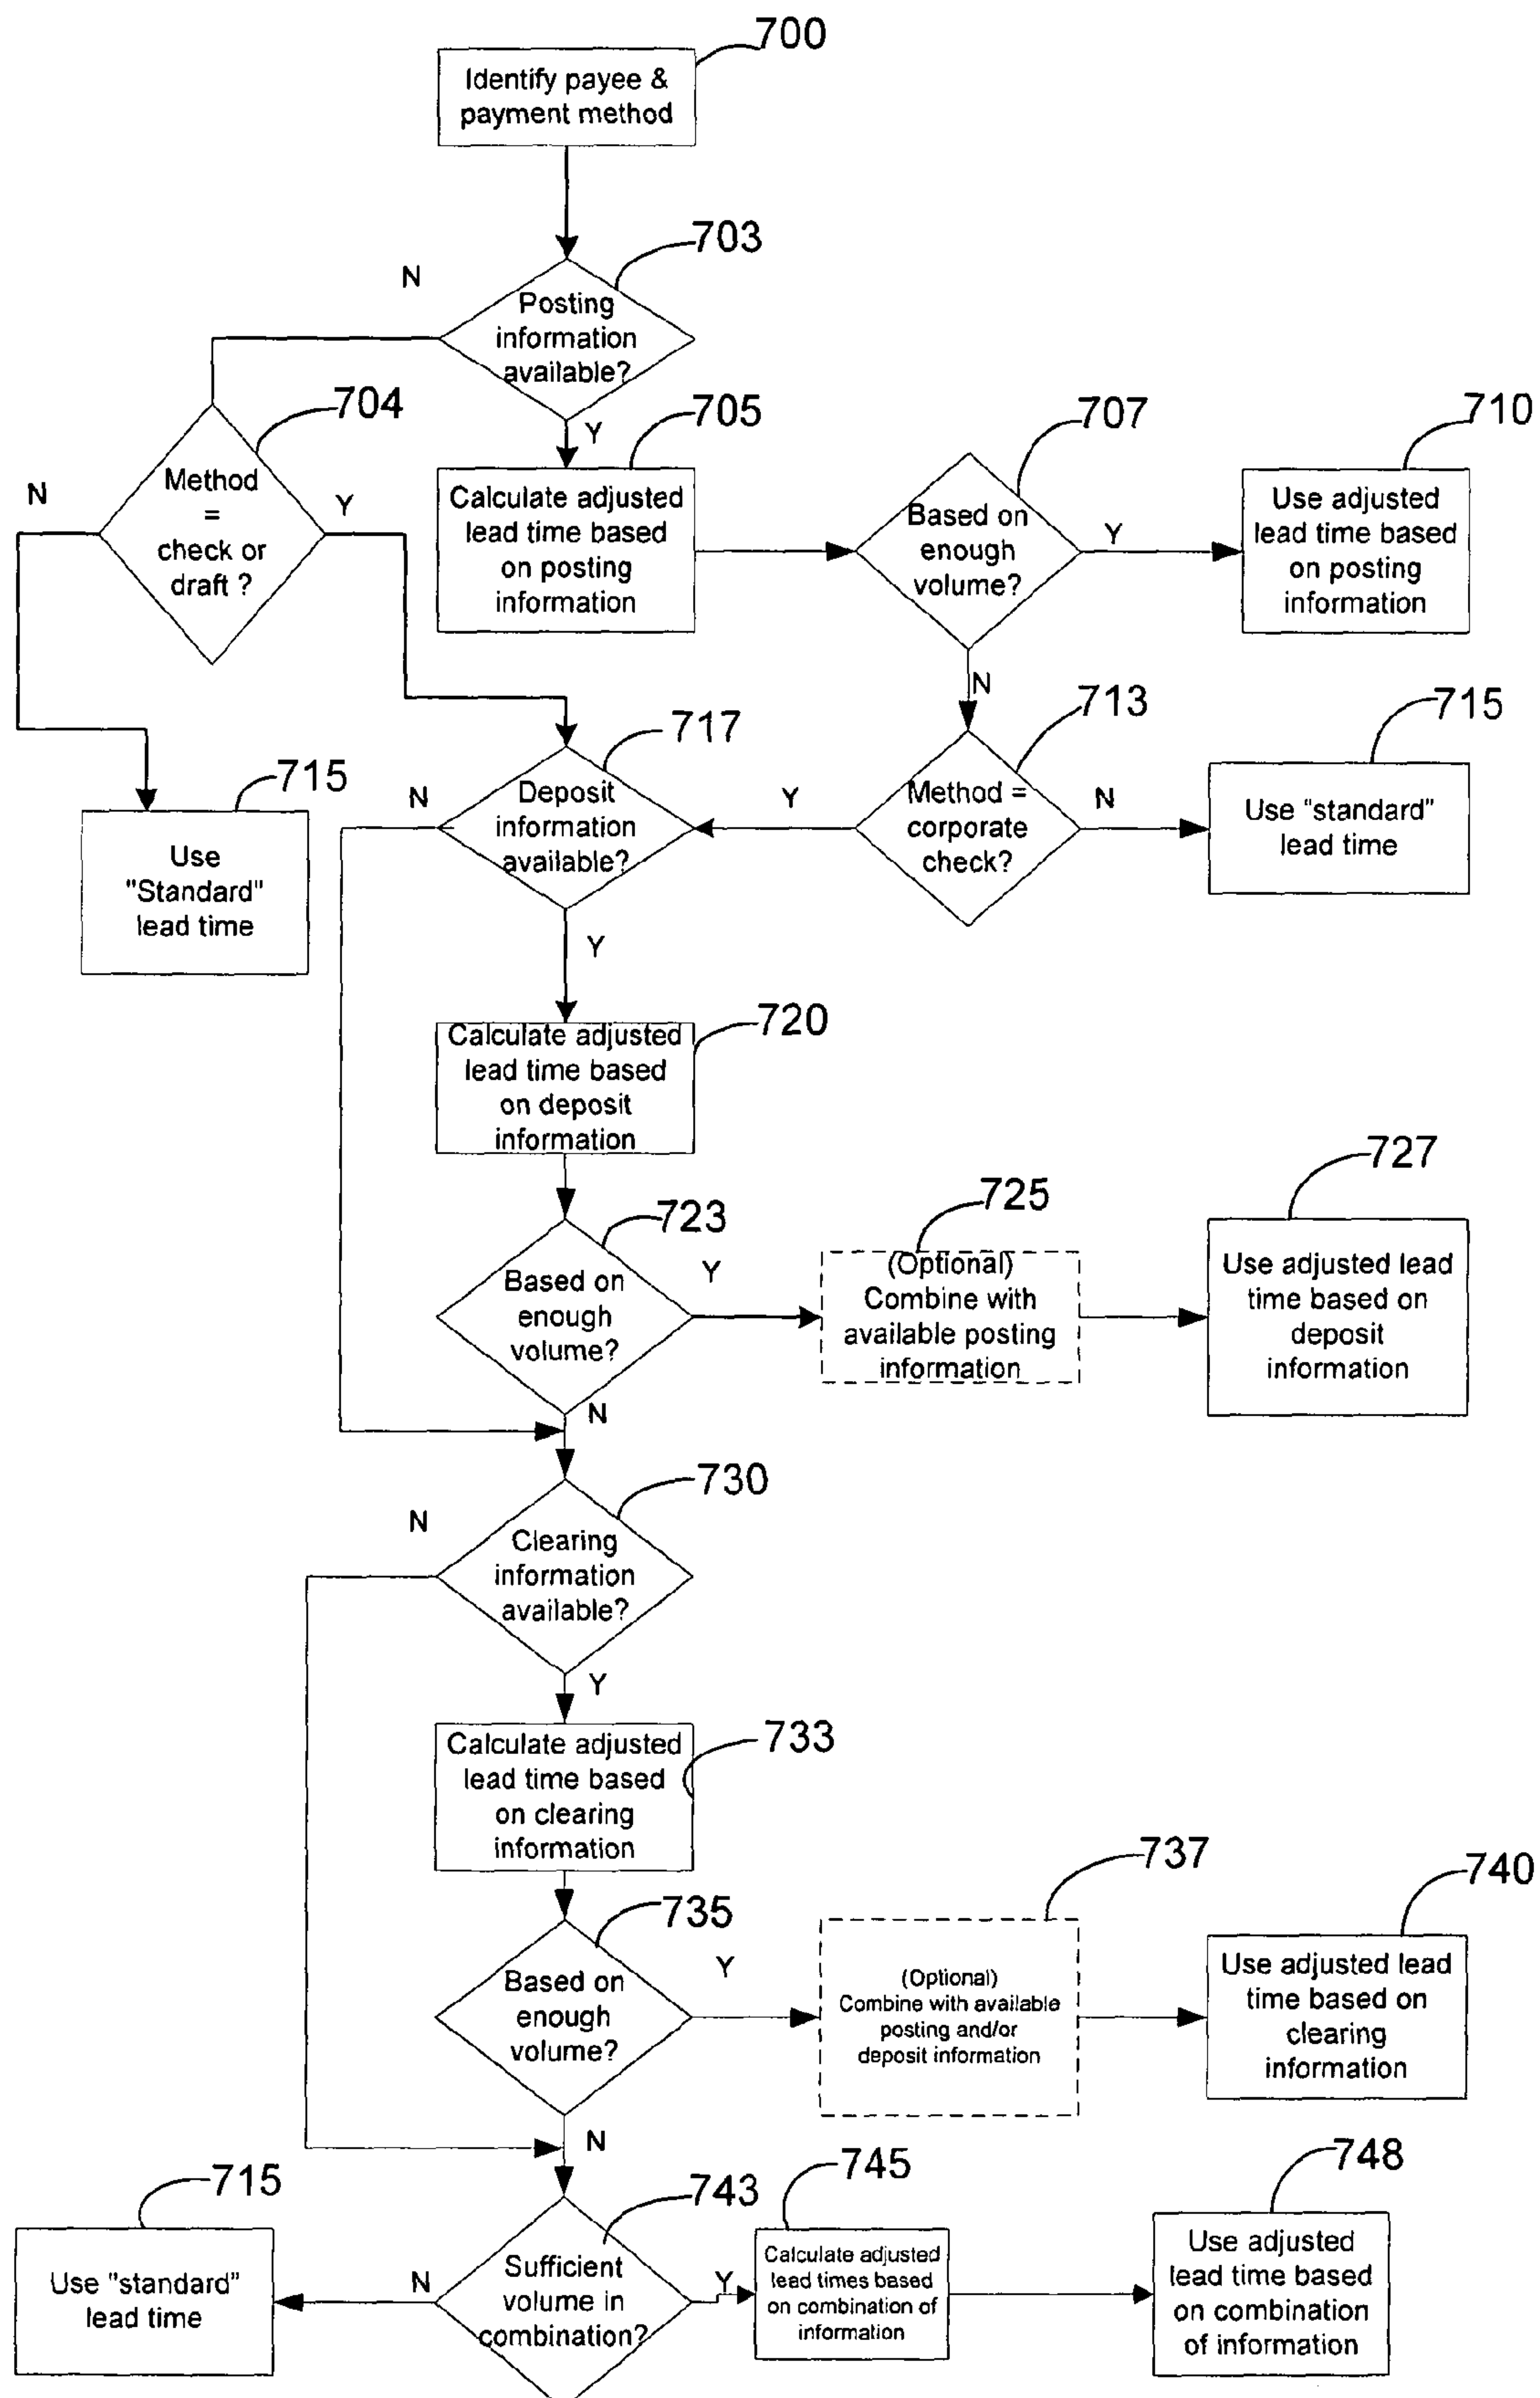 700
Identify payee &
payment method
703
N
Posting
information
available?
704
705
707
710
Y
N
Method
=
check or
draft ?
Y
Calculate adjusted
lead time based
on posting
information
Based on
enough
volume?
Y
Use adjusted
lead time based
on posting
information
N
713
715
717
715
N
Deposit
information
available?
Y
Method =
corporate
check?
N
Use "standard"
lead time
Use
"Standard"
lead time
Y
720
Calculate adjusted
lead time based
on deposit
information
727
725
723
Based on
enough
volume?
Y
(Optional)
Combine with
available posting
information
Use adjusted lead
time based on
deposit
information
N
730
N
Clearing
information
available?
Y
733
Calculate adjusted
lead time based
on clearing
information
737
740
735
Based on
enough
volume?
Y
(Optional)
Combine with available
posting and/or
deposit information
Use adjusted lead
time based on
clearing
information
N
715
743
745
748
Use "standard"
lead time
N
Sufficient
volume in
combination?
Y
Calculate adjusted
lead times based
on combination of
information
Use adjusted
lead time based
on combination
of information